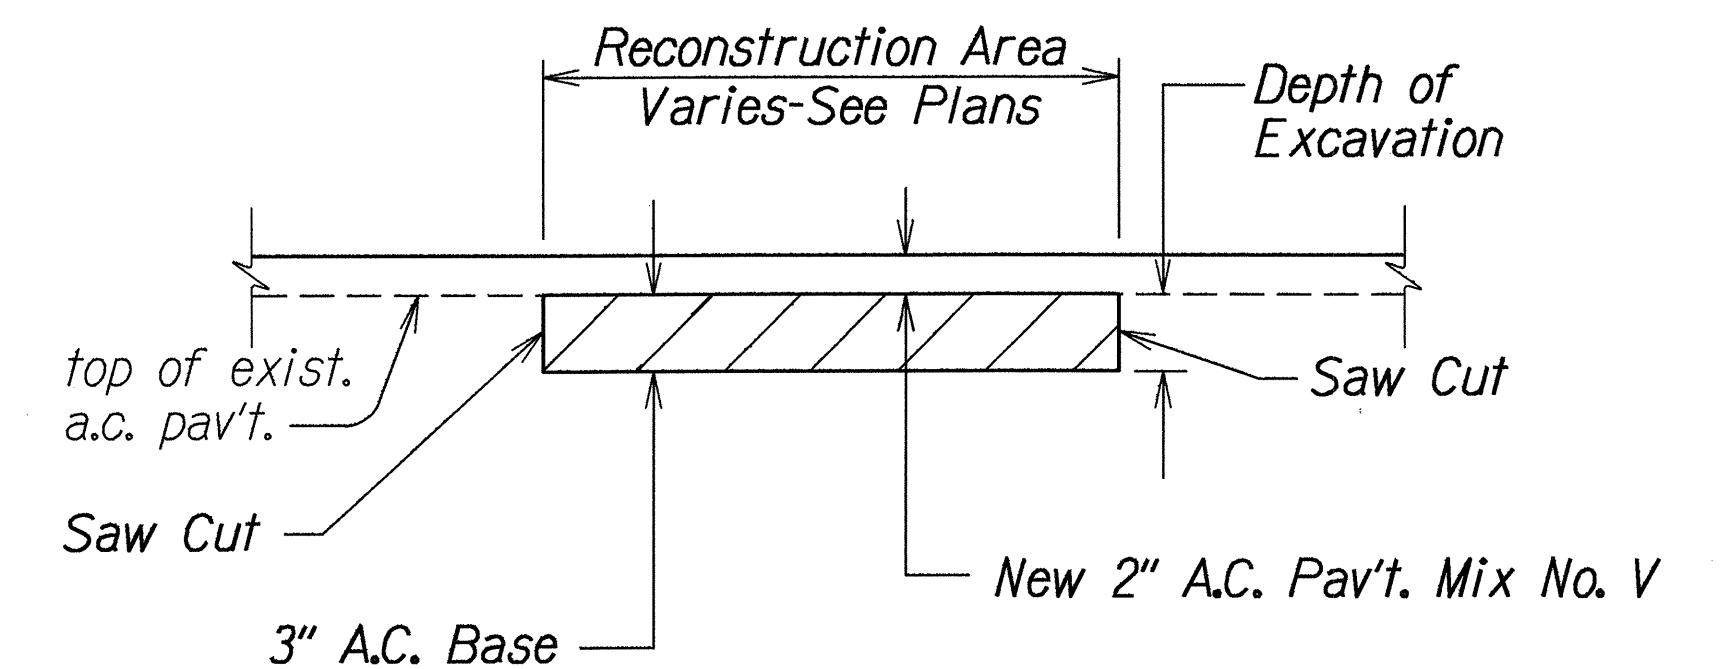 Reconstruction Area
Varies-See Plans
Depth of
Excavation
top of exist.
a.c. pav't.
Saw Cut
Saw Cut
New 2" A.C. Pav't. Mix No. V
3" A.C. Base